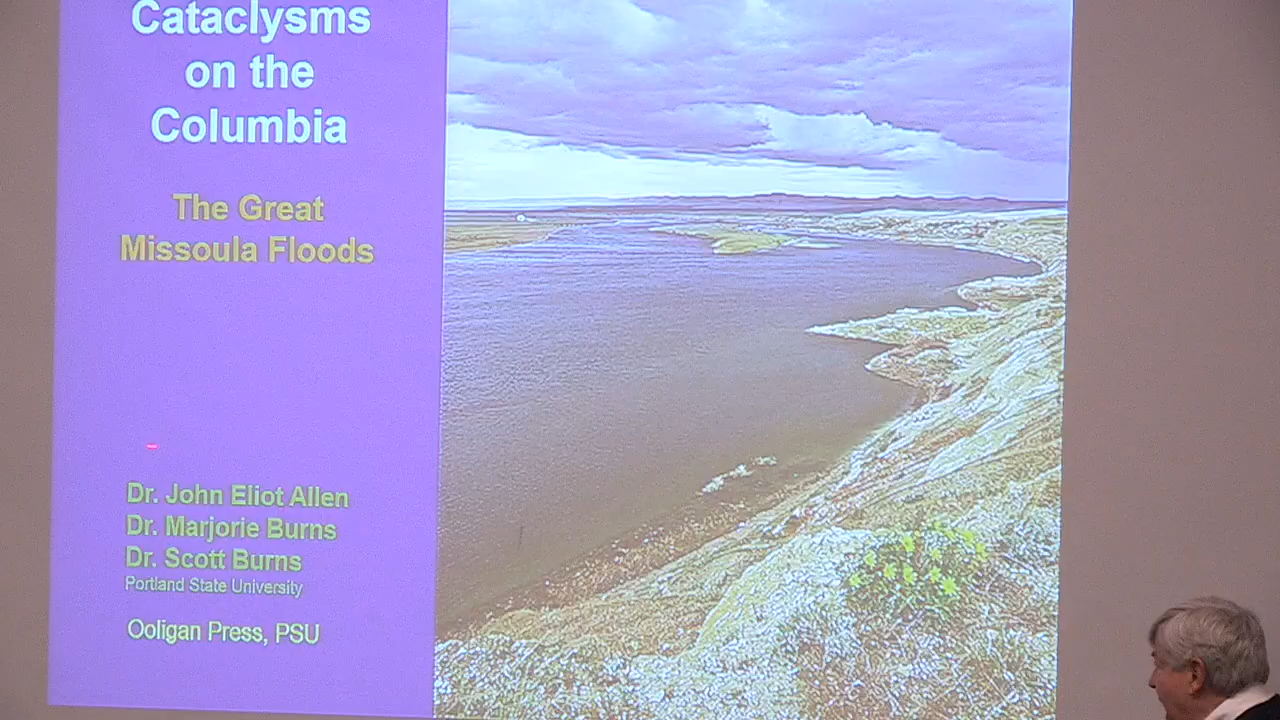 Cataclysms
on the
Columbia
The Great
Missoula Floods
Dr. John Eliot Allen
Dr. Marjorie Burns
Dr. Scott Burns
Portland State University
Ooligan Press, PSU